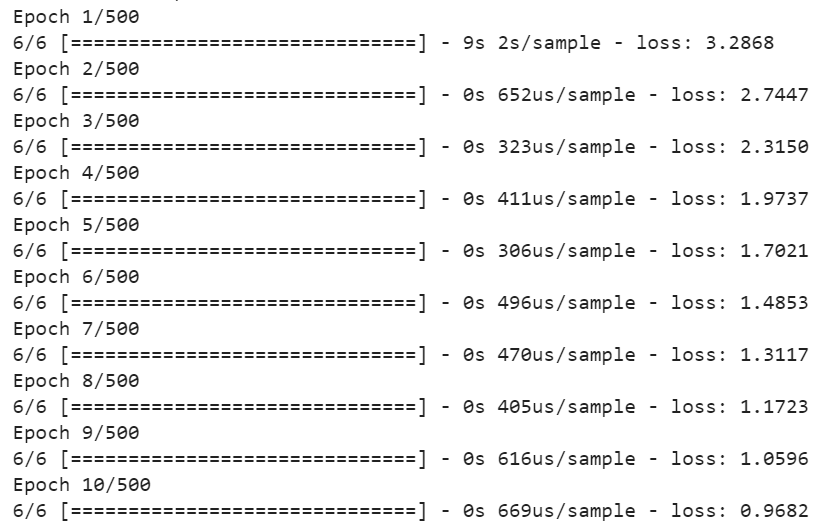 Epoch 1/500
6/6 [==============================] - 9s 2s/sample - loss: 3.2868
Epoch 2/500
6/6 [==============================] - 0s 652us/sample - loss: 2.7447
Epoch 3/500
6/6 [==============================] - 0s 323us/sample - loss: 2.3150
Epoch 4/500
6/6 [==============================] - 0s 411us/sample - loss: 1.9737
Epoch 5/500
6/6 [==============================] - 0s 306us/sample - loss: 1.7021
Epoch 6/500
6/6 [==============================] - 0s 496us/sample - loss: 1.4853
Epoch 7/500
6/6 [==============================] - 0s 470us/sample - loss: 1.3117
Epoch 8/500
6/6 [==============================] - 0s 405us/sample - loss: 1.1723
Epoch 9/500
6/6 [==============================] - 0s 616us/sample - loss: 1.0596
Epoch 10/500
6/6 [==============================] - 0s 669us/sample - loss: 0.9682